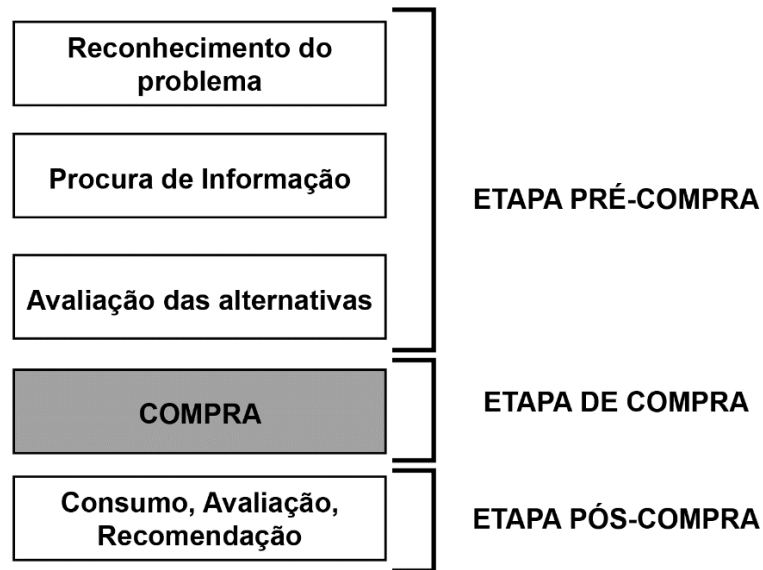 Reconhecimento do
problema
Procura de Informação
ETAPA PRÉ-COMPRA
Avaliação das alternativas
COMPRA
ETAPA DE COMPRA
Consumo, Avaliação,
Recomendação
ETAPA PÓS-COMPRA